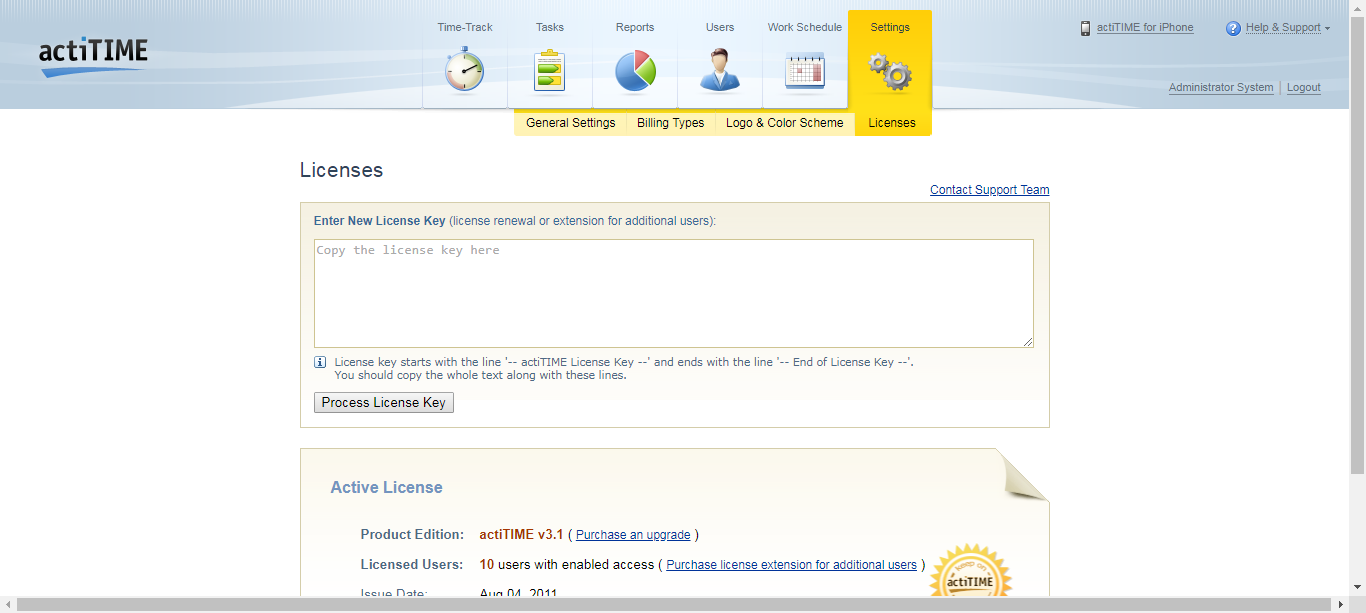 actiTIME
Time-Track
Tasks
Reports
Users
Work Schedule
Settings
actiTIME for iPhone
Help & Support
Administrator System
Logout
General Settings
Billing Types
Logo & Color Scheme
Licenses
Licenses
Contact Support Team
Enter New License Key (license renewal or extension for additional users):
Copy the license key here
License key starts with the line '-- actiTIME License Key --' and ends with the line '-- End of License Key --'.
You should copy the whole text along with these lines.
Process License Key
Active License
Product Edition: actiTIME v3.1 ( Purchase an upgrade )
Licensed Users: 10 users with enabled access ( Purchase license extension for additional users )
Issue Date: Aug 04, 2011
keep on
actiTIME